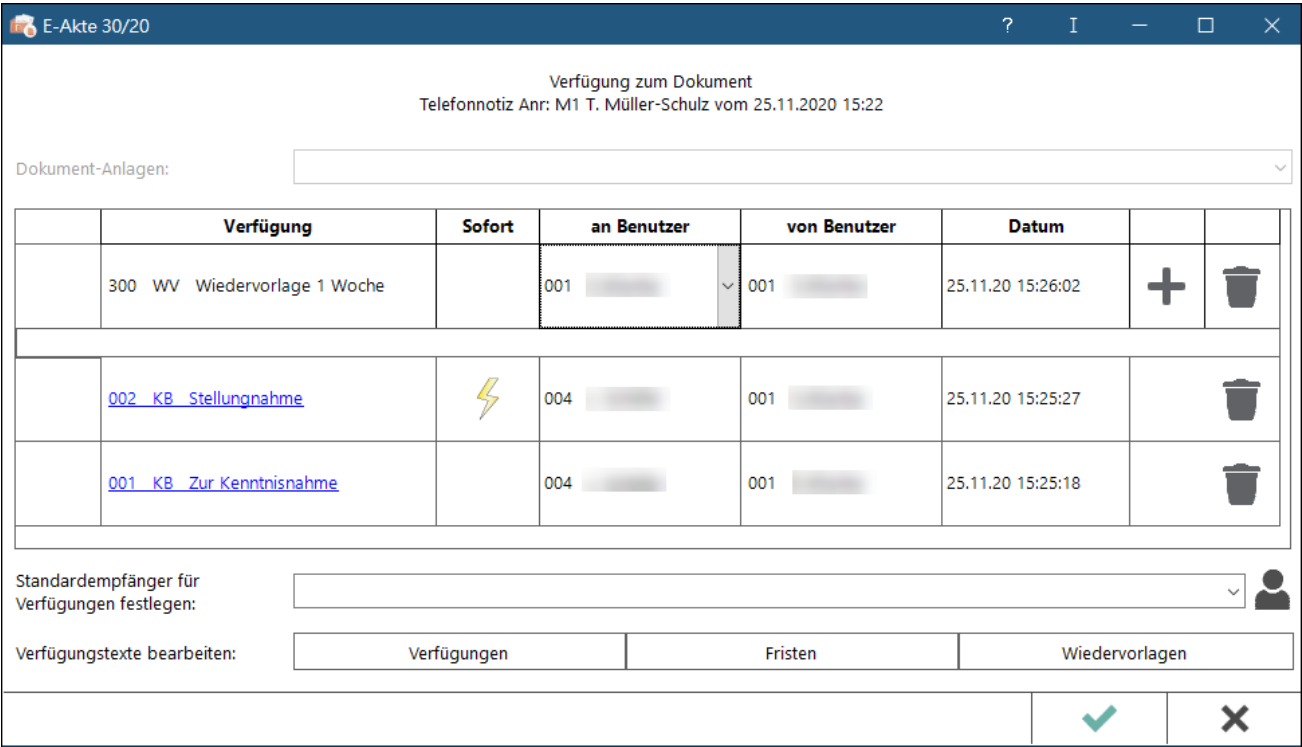 E-Akte 30/20
Verfügung zum Dokument
Telefonnotiz Anr: M1 T. Müller-Schulz vom 25.11.2020 15:22
Dokument-Anlagen:
Verfügung Sofort an Benutzer von Benutzer Datum
300 WV Wiedervorlage 1 Woche 001 001 25.11.20 15:26:02
002 KB Stellungnahme 004 001 25.11.20 15:25:27
001 KB Zur Kenntnisnahme 004 001 25.11.20 15:25:18
Standardempfänger für
Verfügungen festlegen:
Verfügungstexte bearbeiten: Verfügungen Fristen Wiedervorlagen